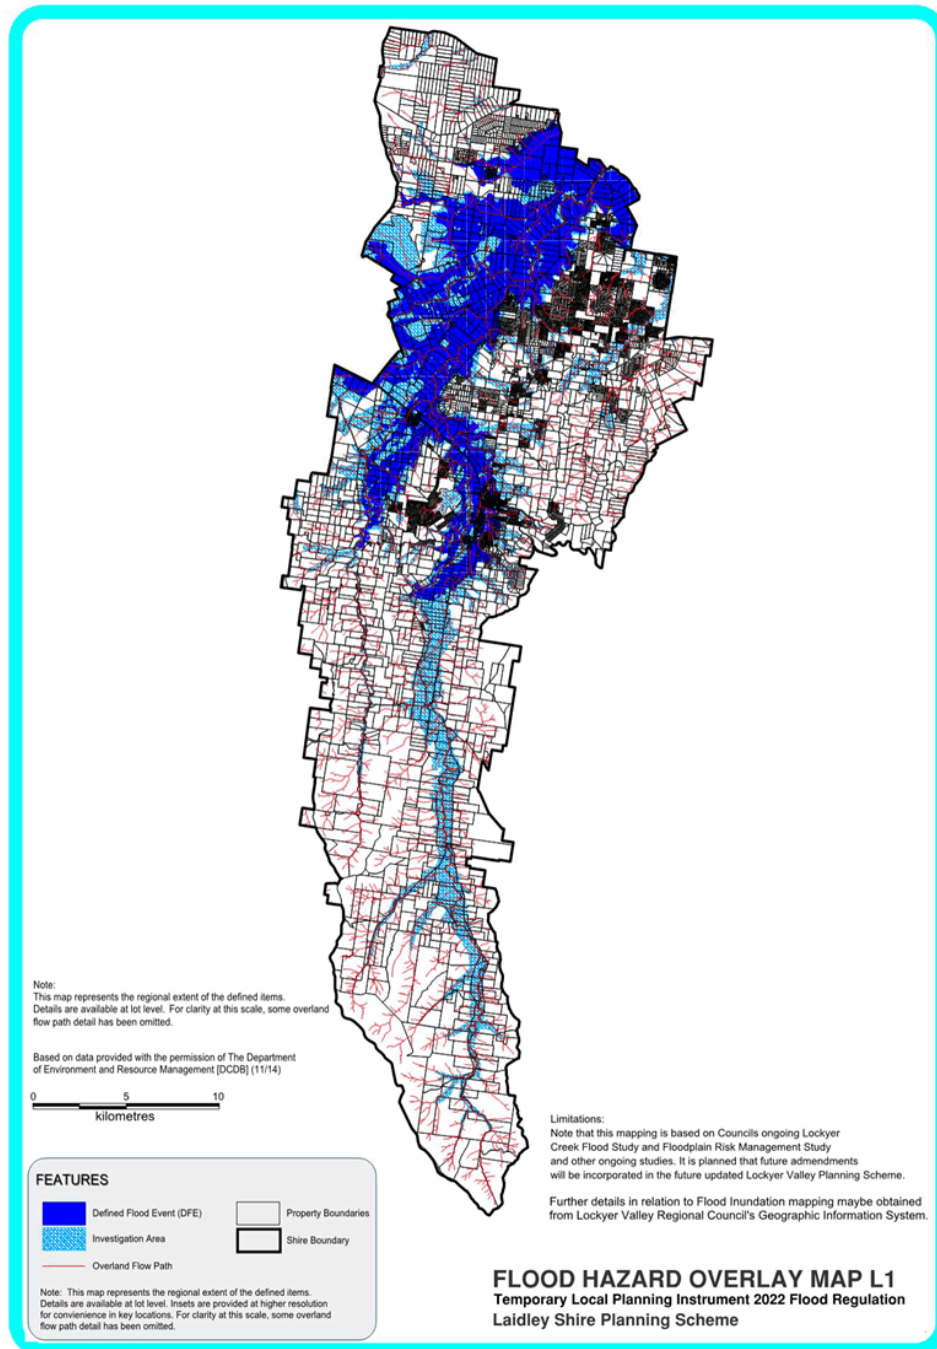 Note:
This map represents the regional extent of the defined items.
Details are available at lot level. For clarity at this scale, some overland
flow path detail has been omitted.
Based on data provided with the permission of The Department
of Environment and Resource Management [DCDB] (11/14)
0 5 10
kilometres
Limitations:
Note that this mapping is based on Councils ongoing Lockyer
Creek Flood Study and Floodplain Risk Management Study
and other ongoing studies. It is planned that future admendments
will be incorporated in the future updated Lockyer Valley Planning Scheme.
Further details in relation to Flood Inundation mapping maybe obtained
from Lockyer Valley Regional Council's Geographic Information System.
FEATURES
Defined Flood Event (DFE)
Property Boundaries
Investigation Area
Shire Boundary
Overland Flow Path
Note: This map represents the regional extent of the defined items.
Details are available at lot level. Insets are provided at higher resolution
for convienience in key locations. For clarity at this scale, some overland
flow path detail has been omitted.
FLOOD HAZARD OVERLAY MAP L1
Temporary Local Planning Instrument 2022 Flood Regulation
Laidley Shire Planning Scheme